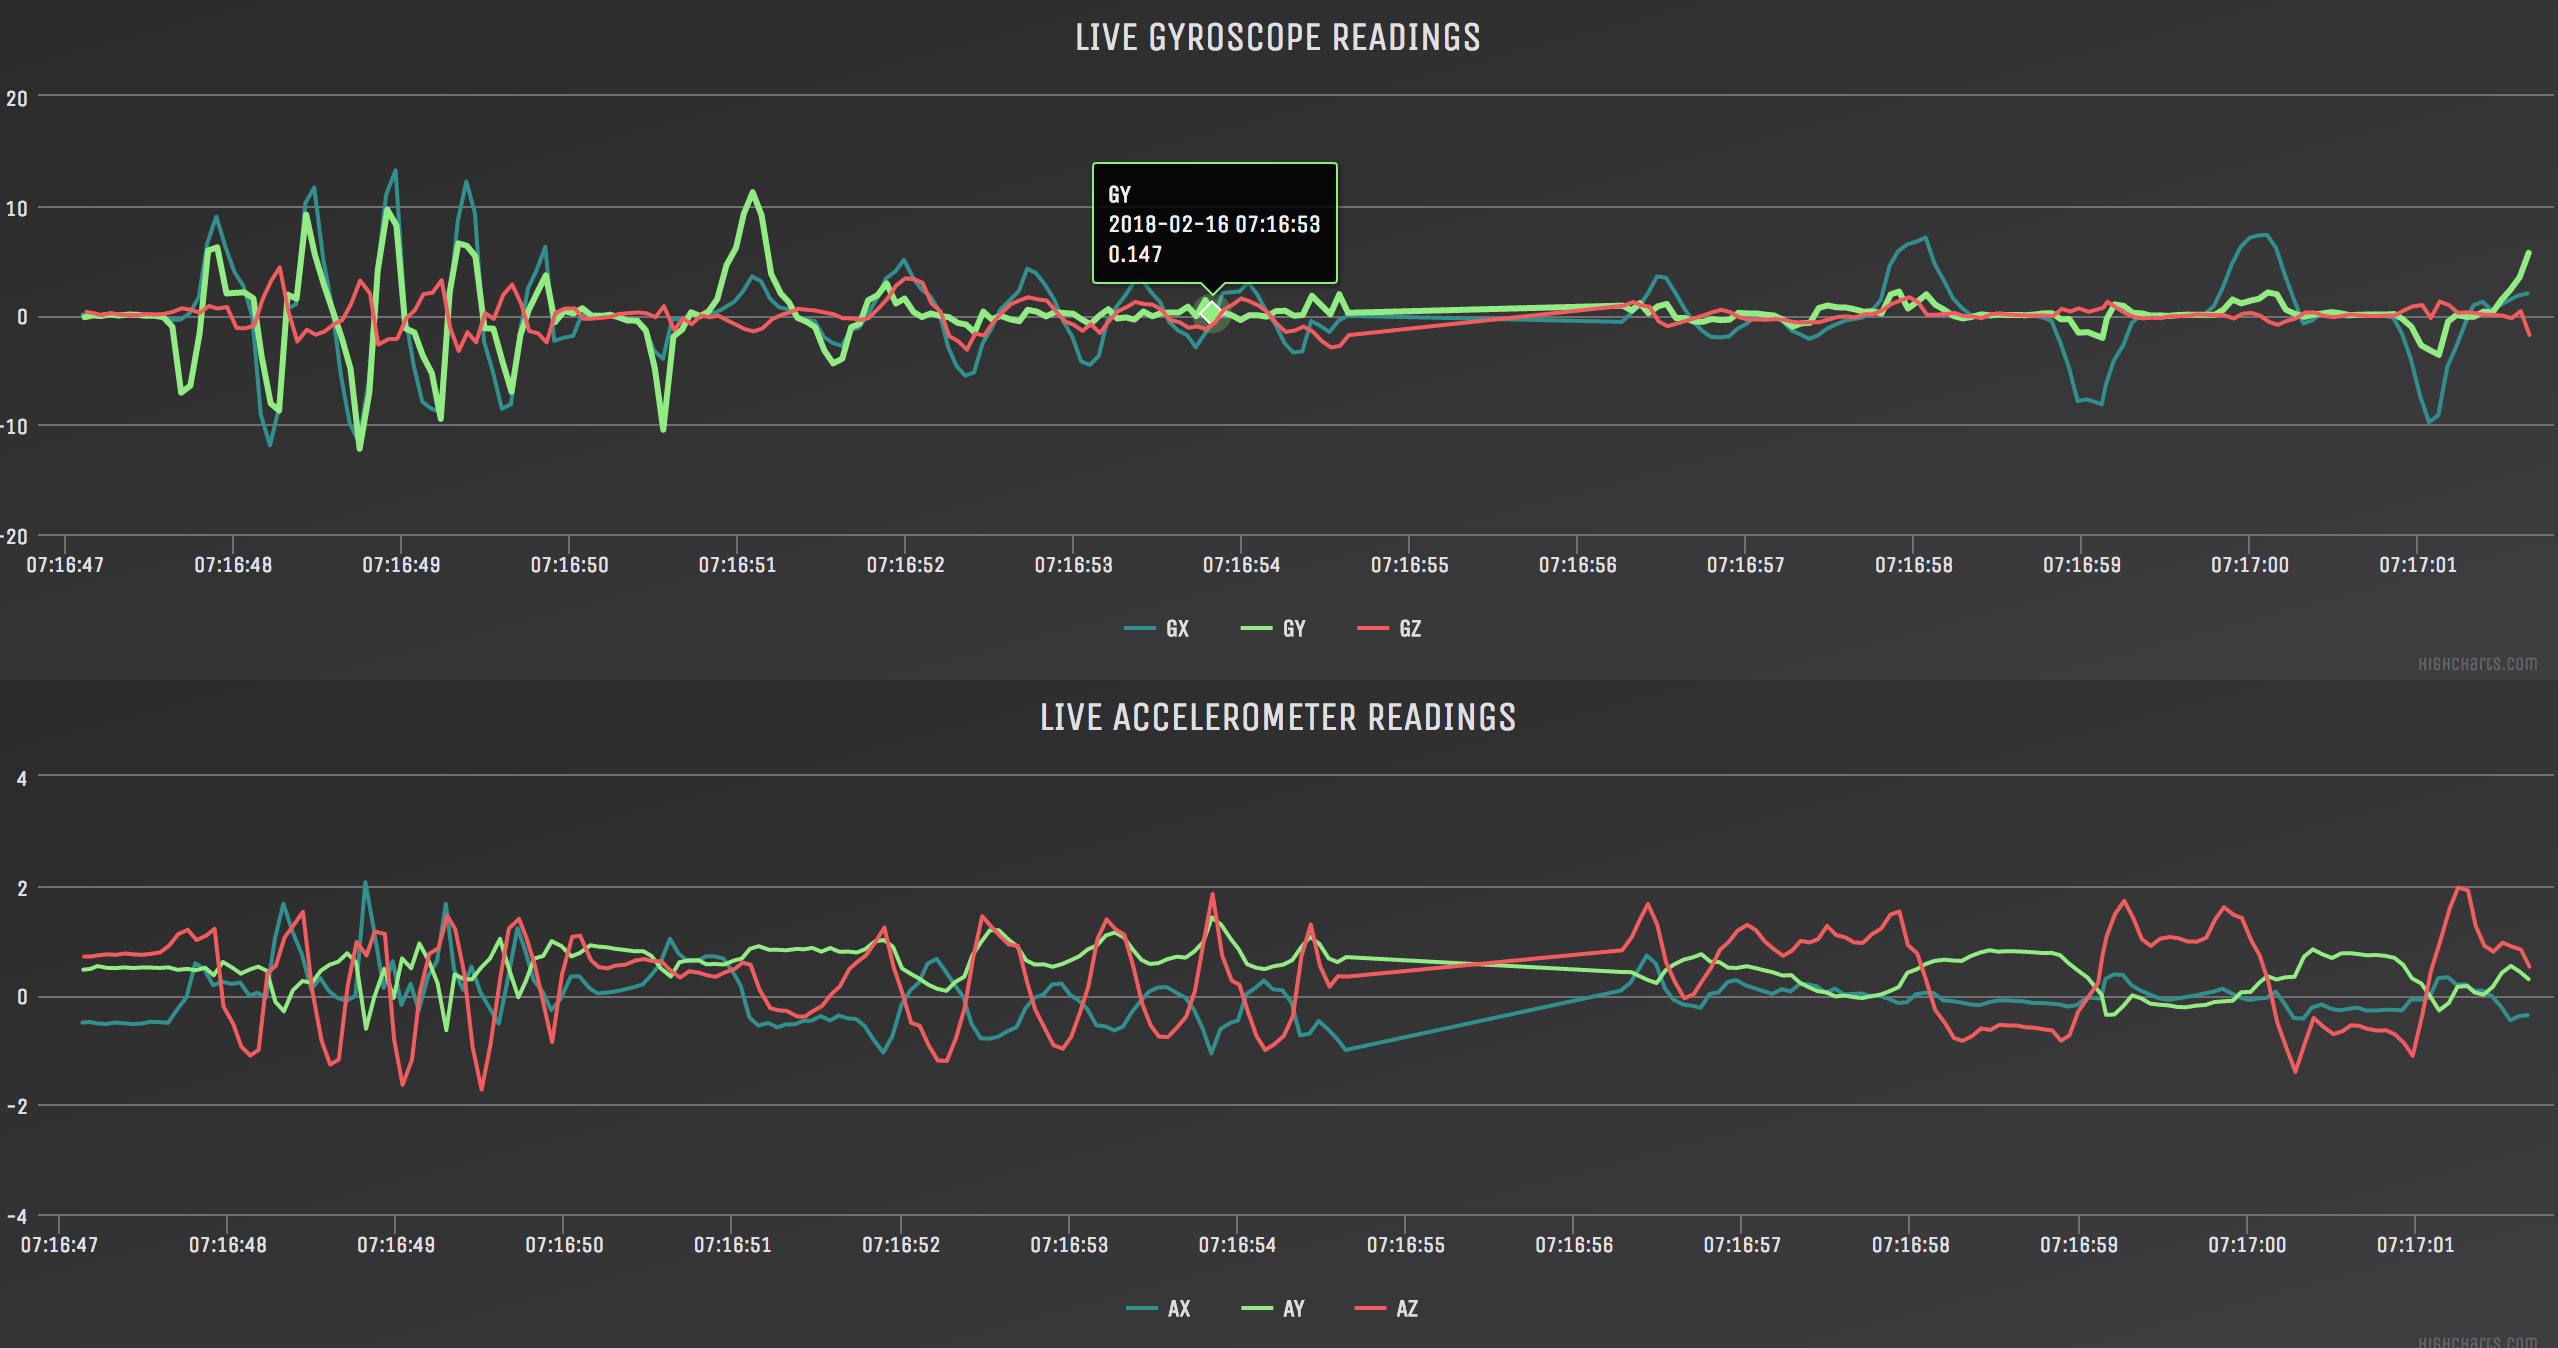 LIVE GYROSCOPE READINGS
20
10
0
-10
-20
GY
2018-02-16 07:16:53
0.147
07:16:47 07:16:48 07:16:49 07:16:50 07:16:51 07:16:52 07:16:53 07:16:54 07:16:55 07:16:56 07:16:57 07:16:58 07:16:59 07:17:00 07:17:01
GX GY GZ
HIGHCHarts.com
LIVE ACCELEROMETER READINGS
4
2
0
-2
-4
07:16:47 07:16:48 07:16:49 07:16:50 07:16:51 07:16:52 07:16:53 07:16:54 07:16:55 07:16:56 07:16:57 07:16:58 07:16:59 07:17:00 07:17:01
AX AY AZ
HIGHCHarts.com